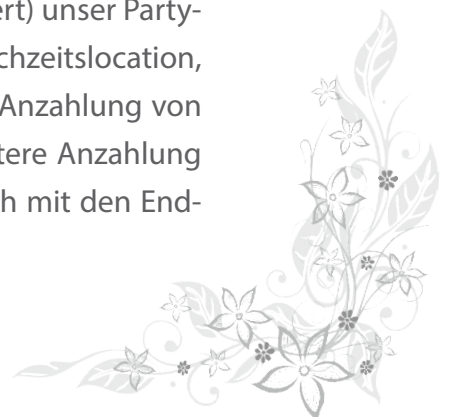 ert) unser Party-
chzeitslocation,
Anzahlung von
tere Anzahlung
h mit den End-